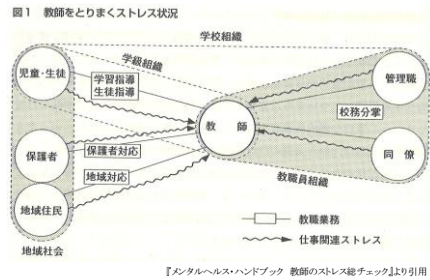 図1 教師をとりまくストレス状況
学校組織
学級組織
児童・生徒
学習指導
生徒指導
管理職
校務分掌
教 師
保護者
保護者対応
同 僚
地域対応
教職員組織
地域住民
地域社会
教職業務
仕事関連ストレス
『メンタルヘルス・ハンドブック 教師のストレス総チェック』より引用